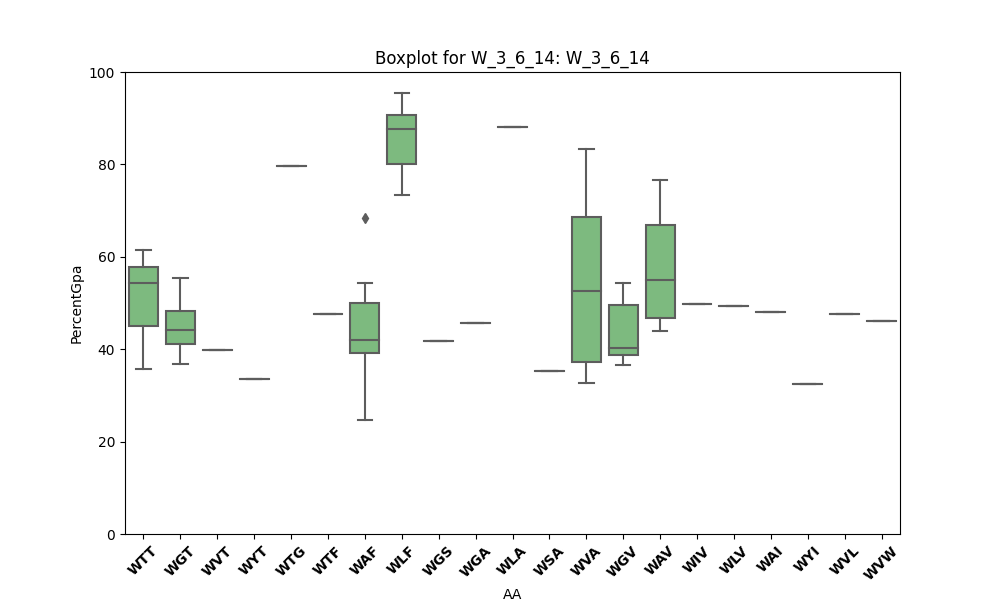 Boxplot for W_3_6_14: W_3_6_14
100
80
60
40
20
0
PercentGpa
WTT WGT WVT WYT WTG WTF WAF WLF WGS WGA WLA WSA WVA WGV WAV WIV WLV WAI WYI WVL WVW
AA